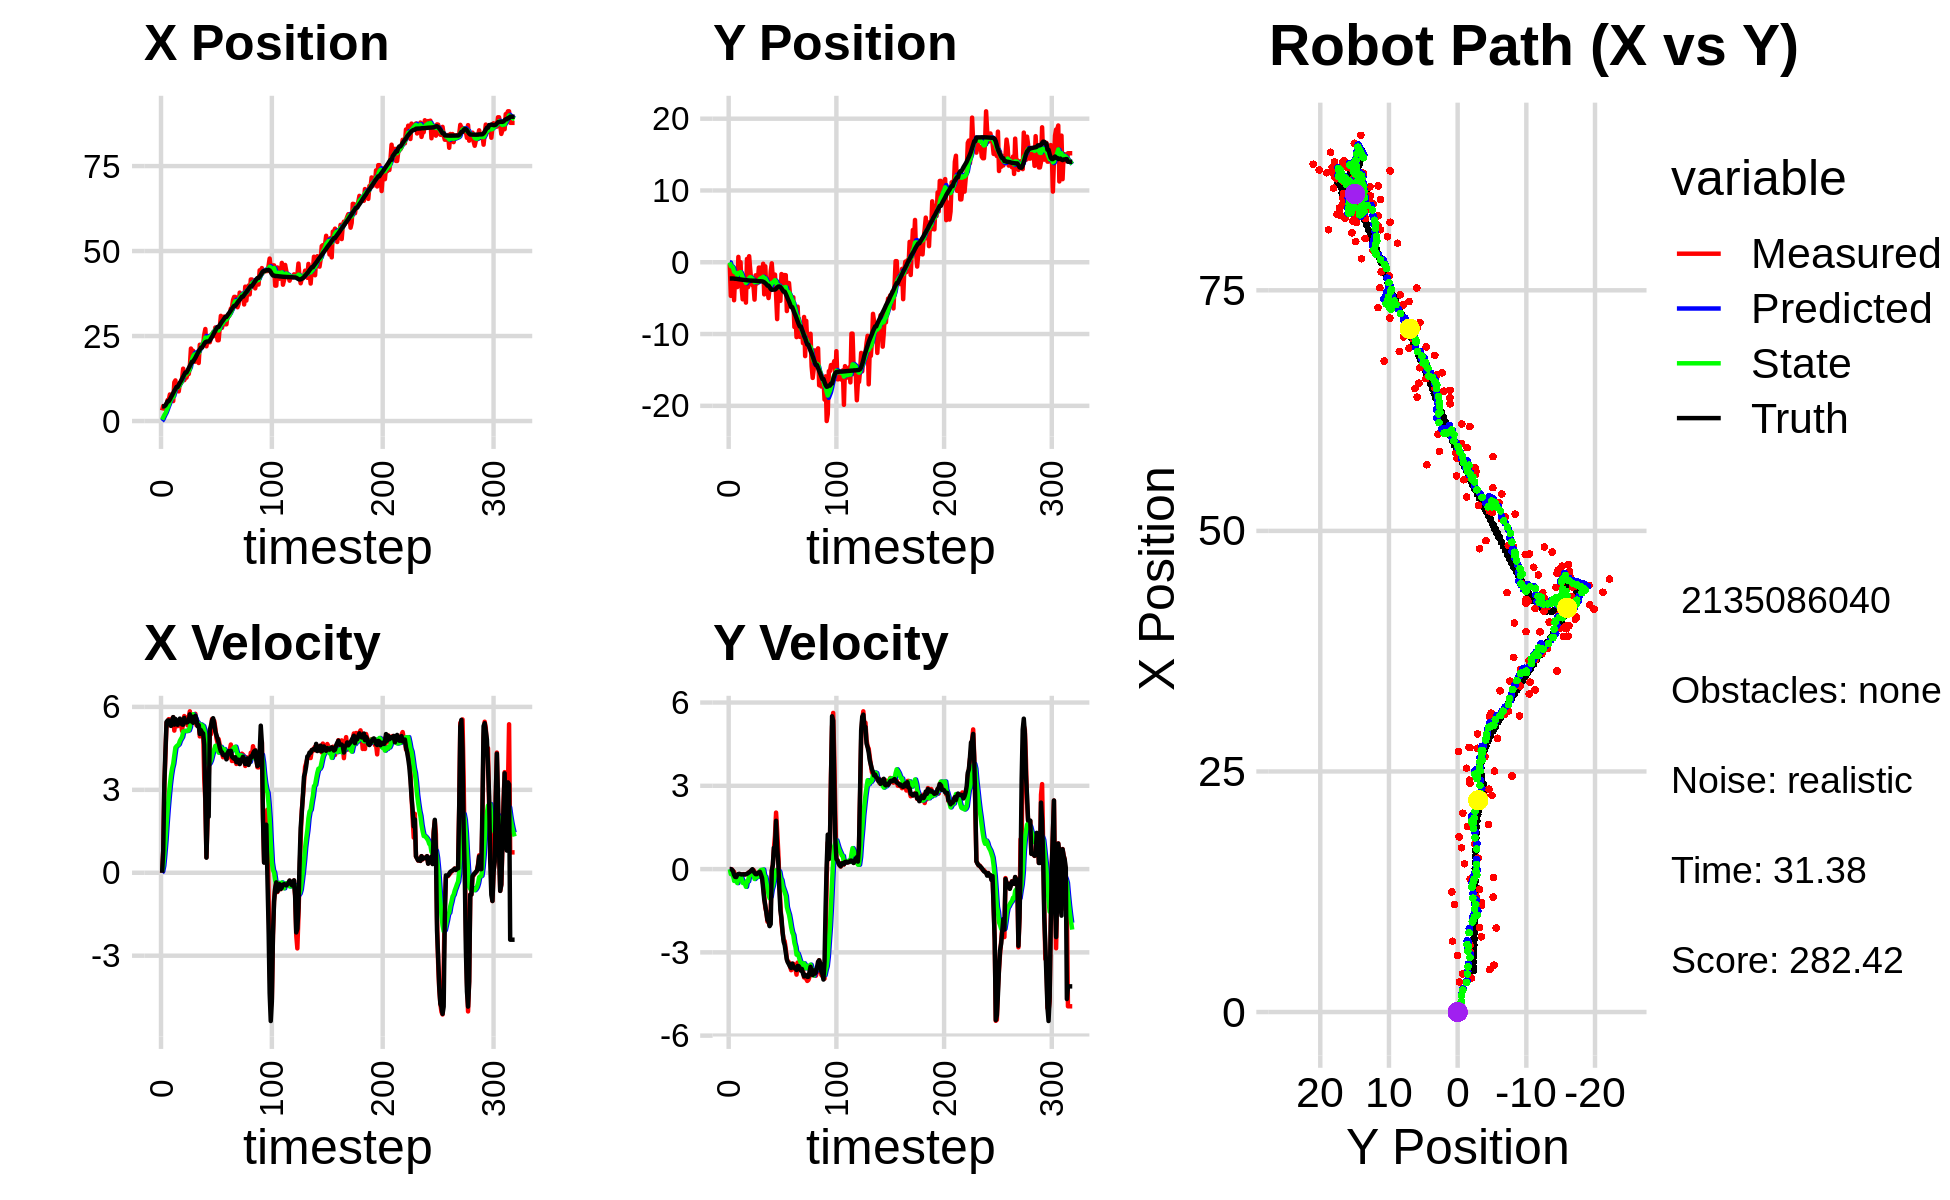 X Position
75
50
25
0
0
100
200
300
timestep
Y Position
20
10
0
-10
-20
0
100
200
300
timestep
X Velocity
6
3
0
-3
0
100
200
300
timestep
Y Velocity
6
3
0
-3
-6
0
100
200
300
timestep
Robot Path (X vs Y)
X Position
75
50
25
0
20 10 0 -10 -20
Y Position
variable
Measured
Predicted
State
Truth
2135086040
Obstacles: none
Noise: realistic
Time: 31.38
Score: 282.42